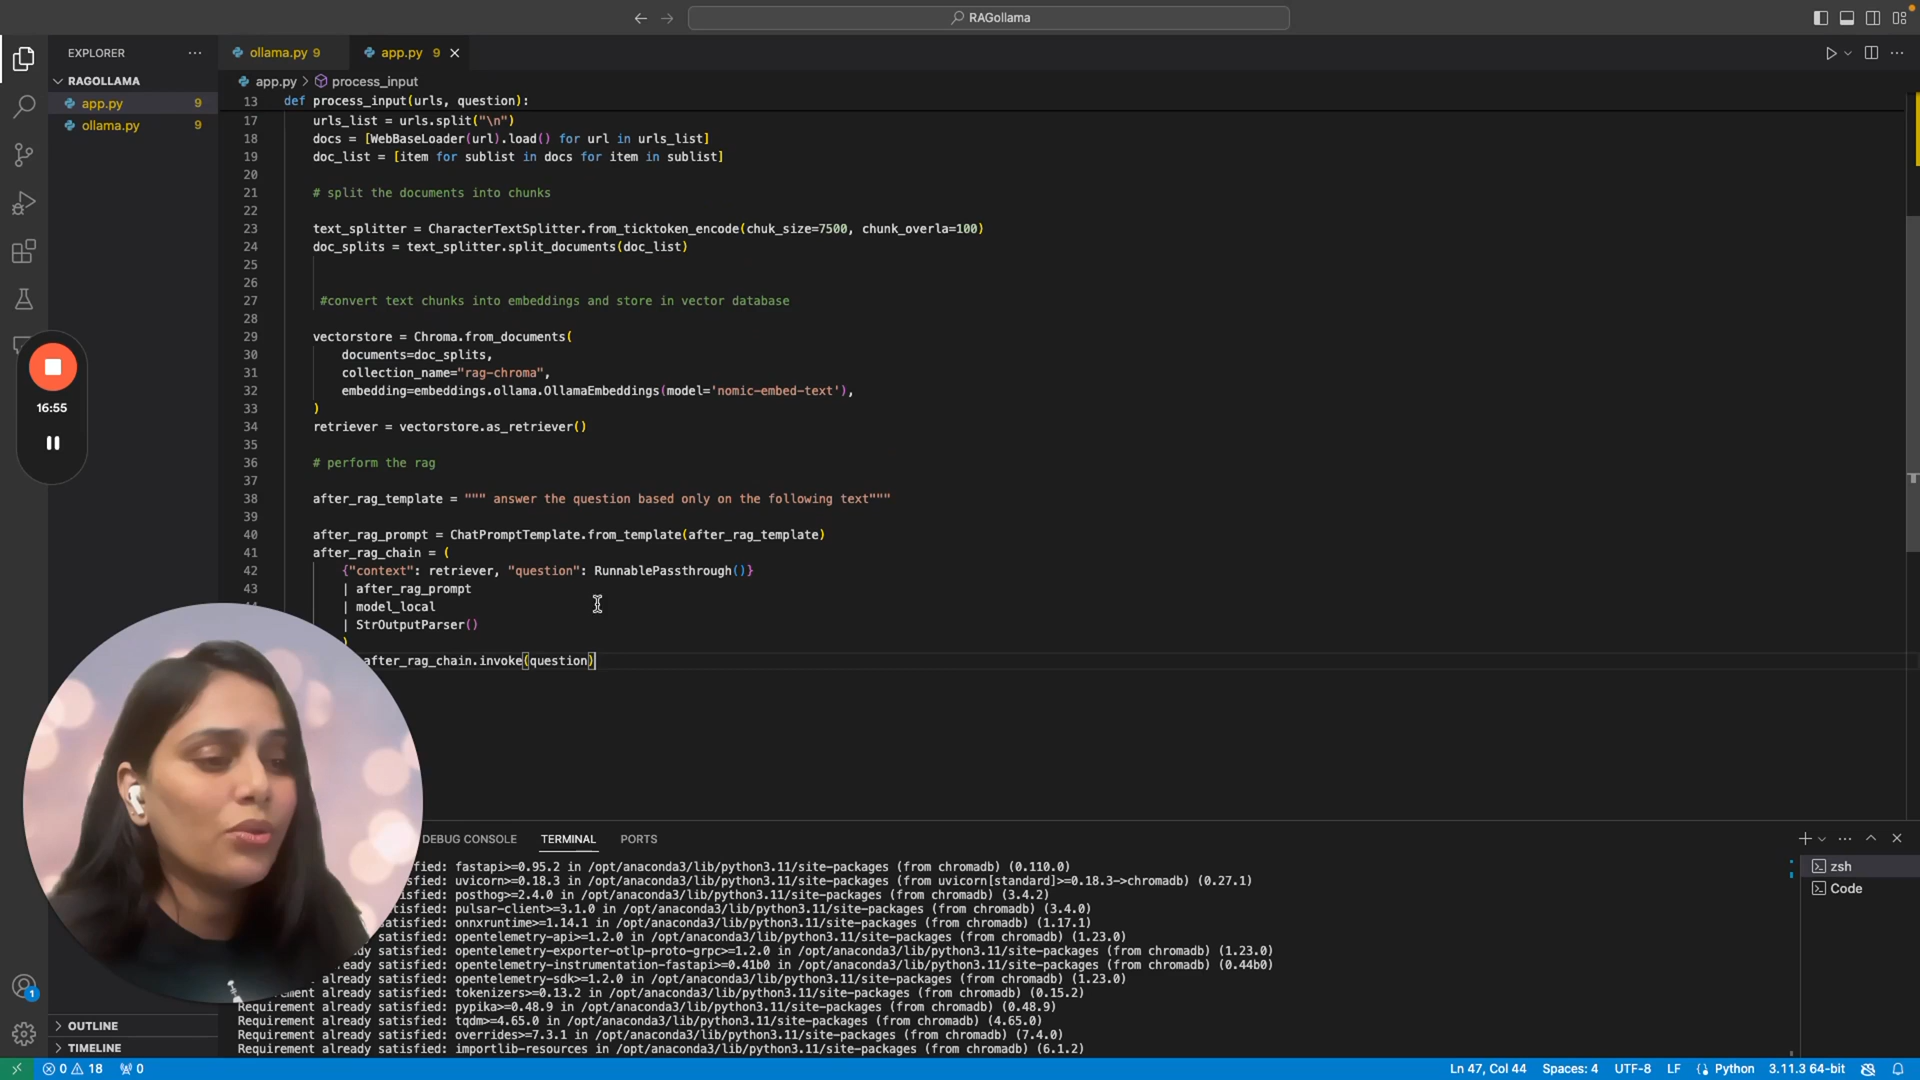 RAGollama
EXPLORER
ollama.py 9
app.py 9
RAGOLLAMA
app.py > process_input
app.py 9
ollama.py 9
13 def process_input(urls, question):
17 urls_list = urls.split("\n")
18 docs = [WebBaseLoader(url).load() for url in urls_list]
19 doc_list = [item for sublist in docs for item in sublist]
20
21 # split the documents into chunks
22
23 text_splitter = CharacterTextSplitter.from_ticktoken_encode(chuk_size=7500, chunk_overla=100)
24 doc_splits = text_splitter.split_documents(doc_list)
25
26
27 #convert text chunks into embeddings and store in vector database
28
29 vectorstore = Chroma.from_documents(
30 documents=doc_splits,
31 collection_name="rag-chroma",
32 embedding=embeddings.ollama.OllamaEmbeddings(model='nomic-embed-text'),
33 )
34 retriever = vectorstore.as_retriever()
35
36 # perform the rag
37
38 after_rag_template = """ answer the question based only on the following text"""
39
40 after_rag_prompt = ChatPromptTemplate.from_template(after_rag_template)
41 after_rag_chain = (
42 {"context": retriever, "question": RunnablePassthrough()}
43 | after_rag_prompt
| model_local
| StrOutputParser()
)
after_rag_chain.invoke(question)
16:55
DEBUG CONSOLE TERMINAL PORTS
zsh
Code
fied: fastapi>=0.95.2 in /opt/anaconda3/lib/python3.11/site-packages (from chromadb) (0.110.0)
sfied: uvicorn>=0.18.3 in /opt/anaconda3/lib/python3.11/site-packages (from uvicorn[standard]>=0.18.3->chromadb) (0.27.1)
isfied: posthog>=2.4.0 in /opt/anaconda3/lib/python3.11/site-packages (from chromadb) (3.4.2)
tisfied: pulsar-client>=3.1.0 in /opt/anaconda3/lib/python3.11/site-packages (from chromadb) (3.4.0)
tisfied: onnxruntime>=1.14.1 in /opt/anaconda3/lib/python3.11/site-packages (from chromadb) (1.17.1)
satisfied: opentelemetry-api>=1.2.0 in /opt/anaconda3/lib/python3.11/site-packages (from chromadb) (1.23.0)
satisfied: opentelemetry-exporter-otlp-proto-grpc>=1.2.0 in /opt/anaconda3/lib/python3.11/site-packages (from chromadb) (1.23.0)
satisfied: opentelemetry-instrumentation-fastapi>=0.41b0 in /opt/anaconda3/lib/python3.11/site-packages (from chromadb) (0.44b0)
already satisfied: opentelemetry-sdk>=1.2.0 in /opt/anaconda3/lib/python3.11/site-packages (from chromadb) (1.23.0)
already satisfied: tokenizers>=0.13.2 in /opt/anaconda3/lib/python3.11/site-packages (from chromadb) (0.15.2)
Requirement already satisfied: pypika>=0.48.9 in /opt/anaconda3/lib/python3.11/site-packages (from chromadb) (0.48.9)
Requirement already satisfied: tqdm>=4.65.0 in /opt/anaconda3/lib/python3.11/site-packages (from chromadb) (4.65.0)
Requirement already satisfied: overrides>=7.3.1 in /opt/anaconda3/lib/python3.11/site-packages (from chromadb) (7.4.0)
Requirement already satisfied: importlib-resources in /opt/anaconda3/lib/python3.11/site-packages (from chromadb) (6.1.2)
1
OUTLINE
TIMELINE
0 18 0
Ln 47, Col 44 Spaces: 4 UTF-8 LF Python 3.11.3 64-bit